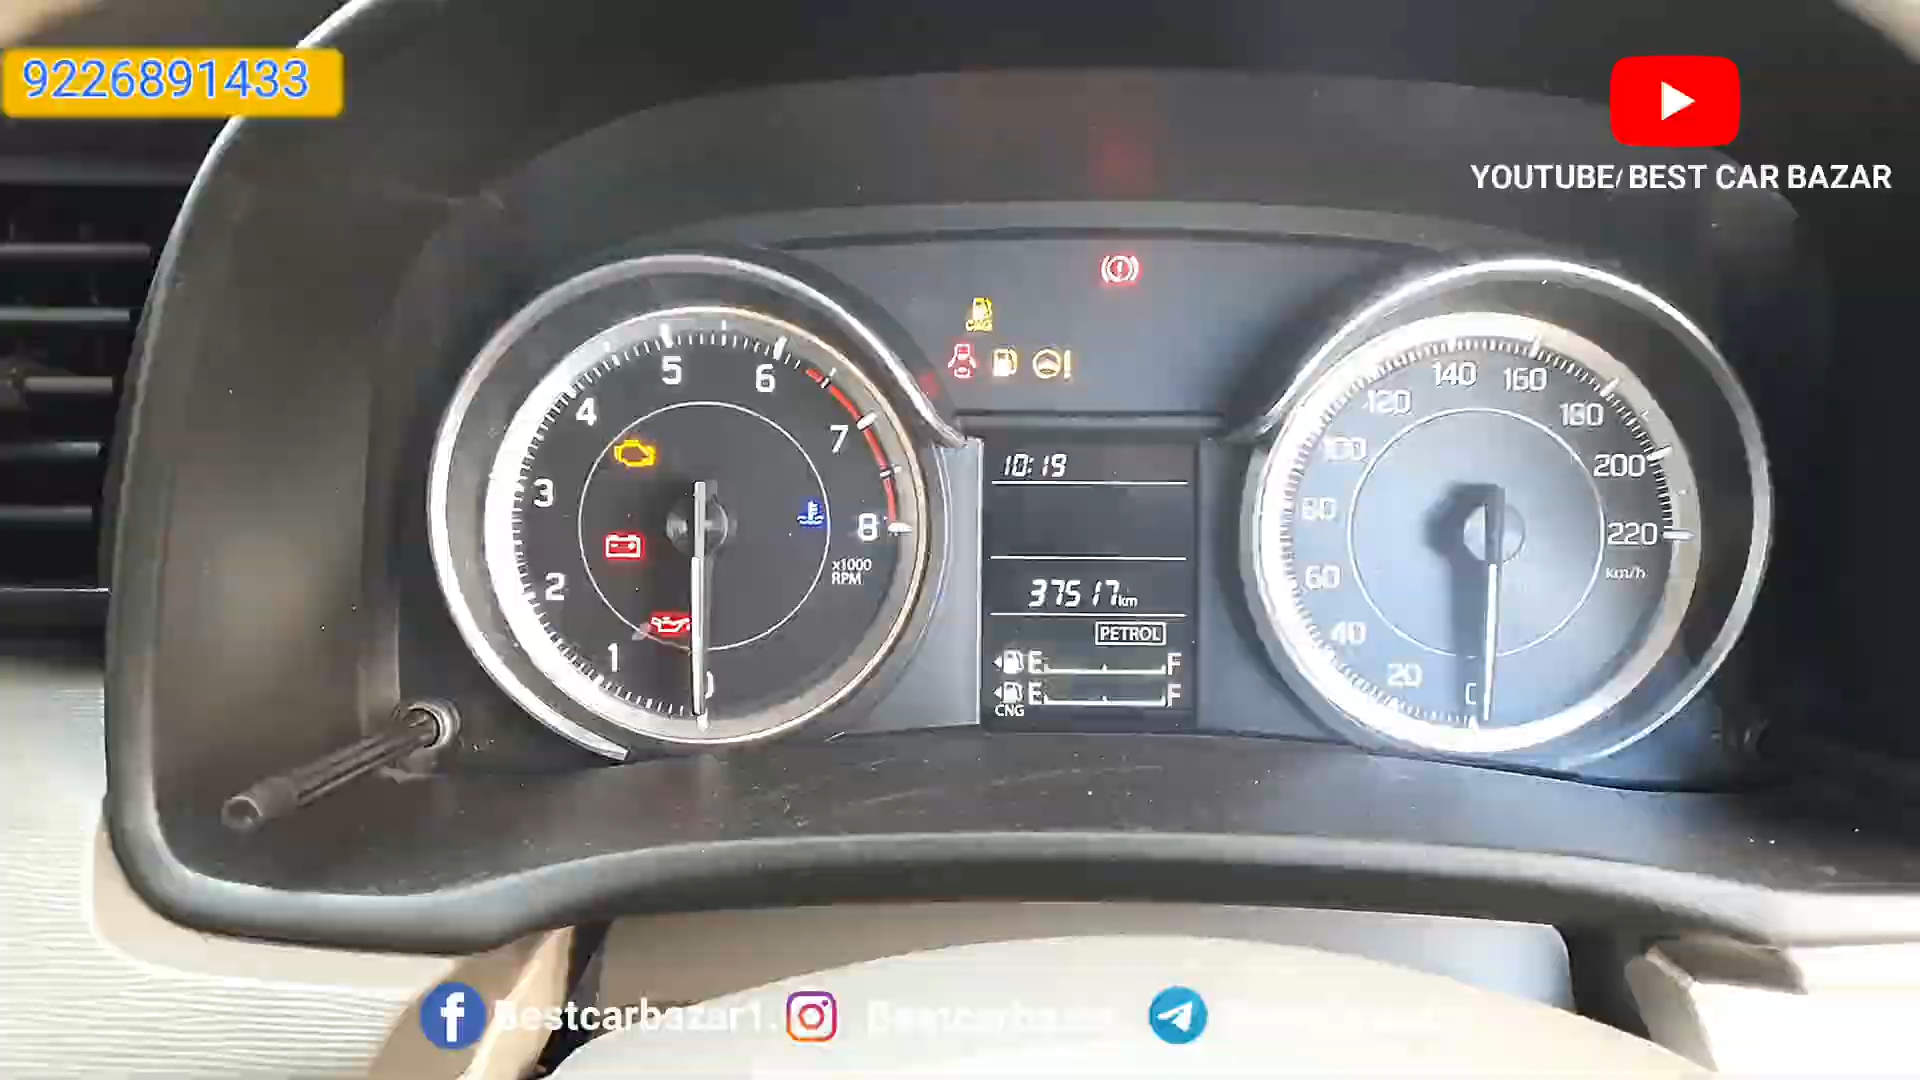 9226891433
YOUTUBE/ BEST CAR BAZAR
CNG
5
6
4
7
3
8
2
x1000
RPM
1
10:19
37517km
PETROL
E F
E F
CNG
140
160
120
180
100
200
80
220
km/h
60
40
20
Bestcarbazar1.